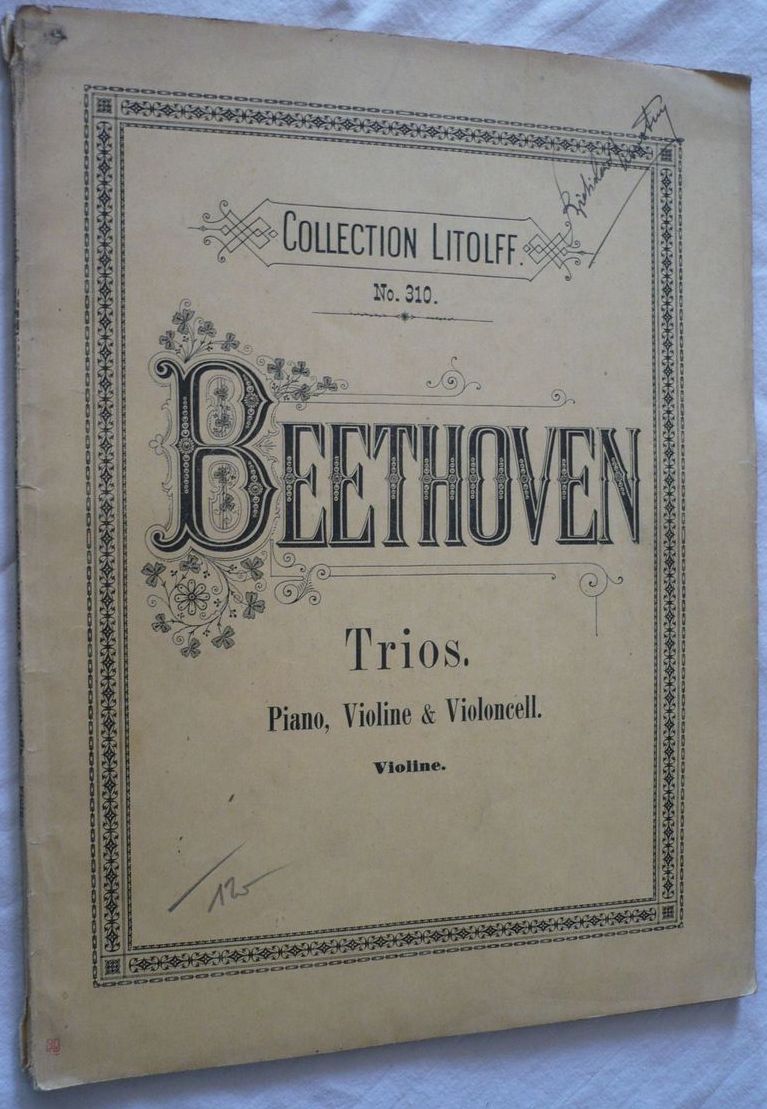 COLLECTION LITOLFF.
No. 310.
BEETHOVEN
Trios.
Piano, Violine & Violoncell.
Violine.